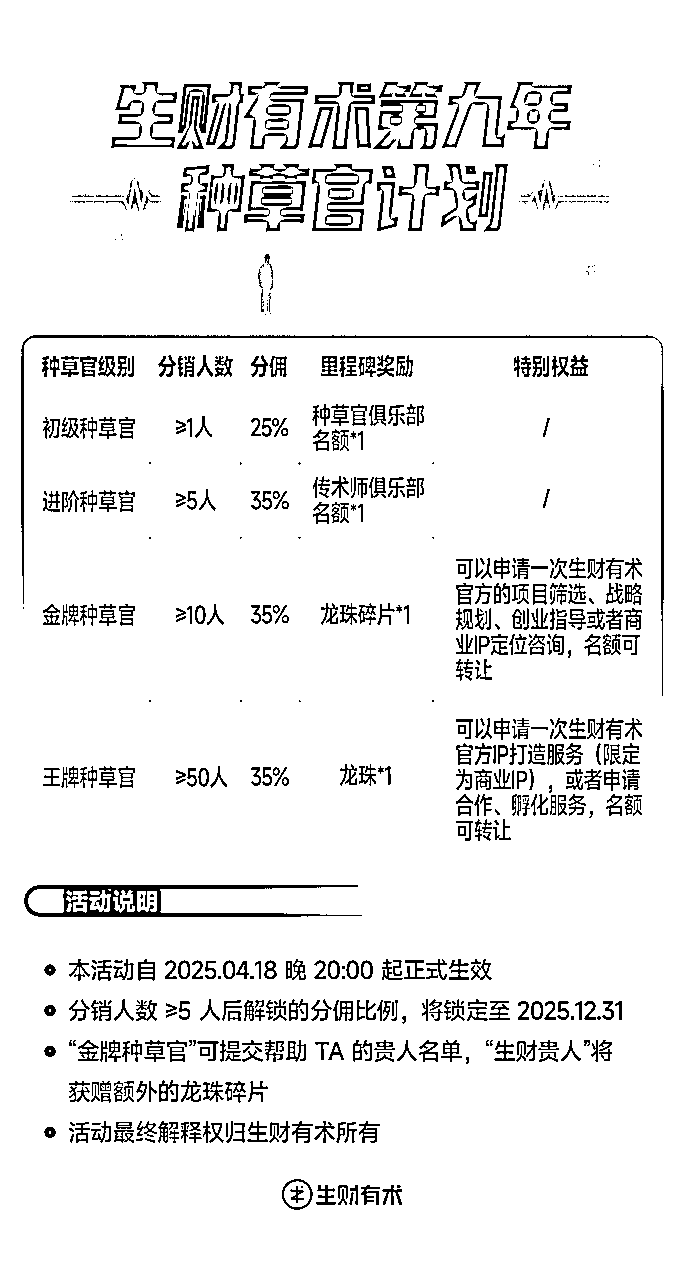 生财有术第九年
种草官计划
种草官级别 分销人数 分佣 里程碑奖励 特别权益
初级种草官 ≥1人 25% 种草官俱乐部
名额*1 /
进阶种草官 ≥5人 35% 传术师俱乐部
名额*1 /
金牌种草官 ≥10人 35% 龙珠碎片*1
可以申请一次生财有术
官方的项目筛选、战略
规划、创业指导或者商
业IP定位咨询，名额可
转让
王牌种草官 ≥50人 35% 龙珠*1
可以申请一次生财有术
官方IP打造服务（限定
为商业IP），或者申请
合作、孵化服务，名额
可转让
活动说明
本活动自 2025.04.18 晚 20:00 起正式生效
分销人数 ≥5 人后解锁的分佣比例，将锁定至 2025.12.31
“金牌种草官”可提交帮助 TA 的贵人名单，“生财贵人”将
获赠额外的龙珠碎片
活动最终解释权归生财有术所有
生财有术